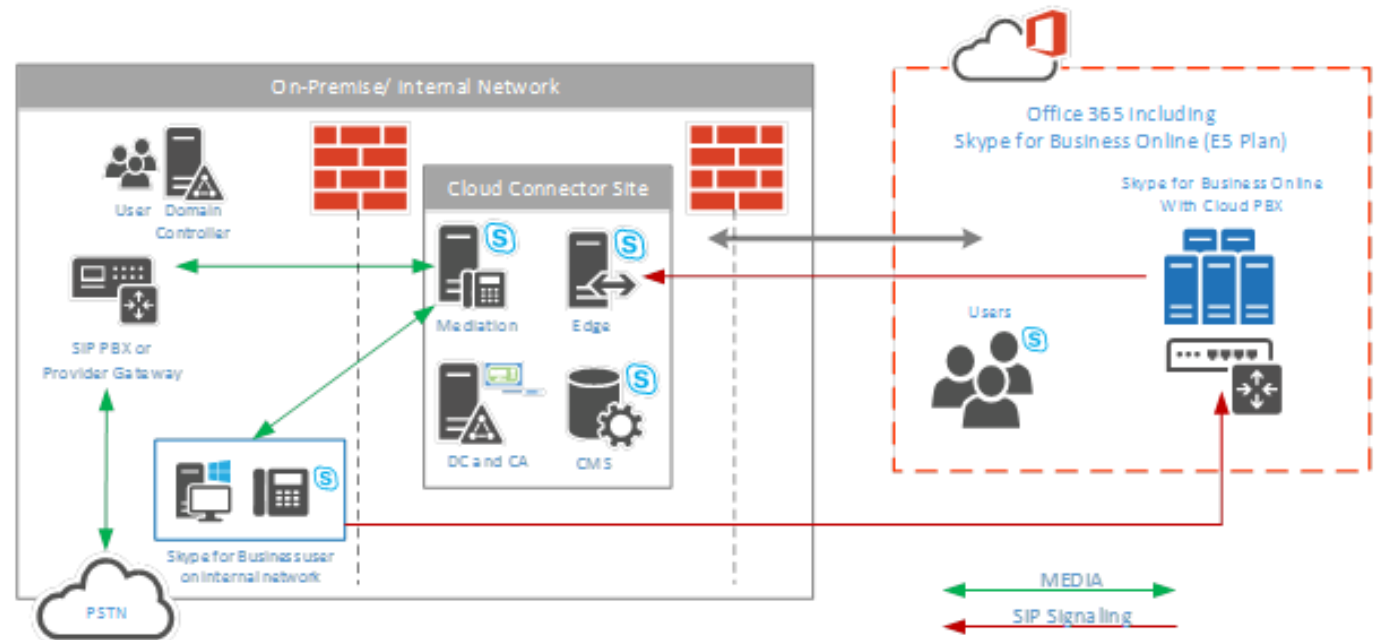 On-Premise/ Internal Network
Office 365 Including
Skype for Business Online (E5 Plan)
Cloud Connector Site
Skype for Business Online
With Cloud PBX
User
Domain
Controller
Mediation
Edge
Users
SIP PBX or
Provider Gateway
DC and CA
CMS
Skype for Business user
on internal network
PSTN
MEDIA
SIP Signaling